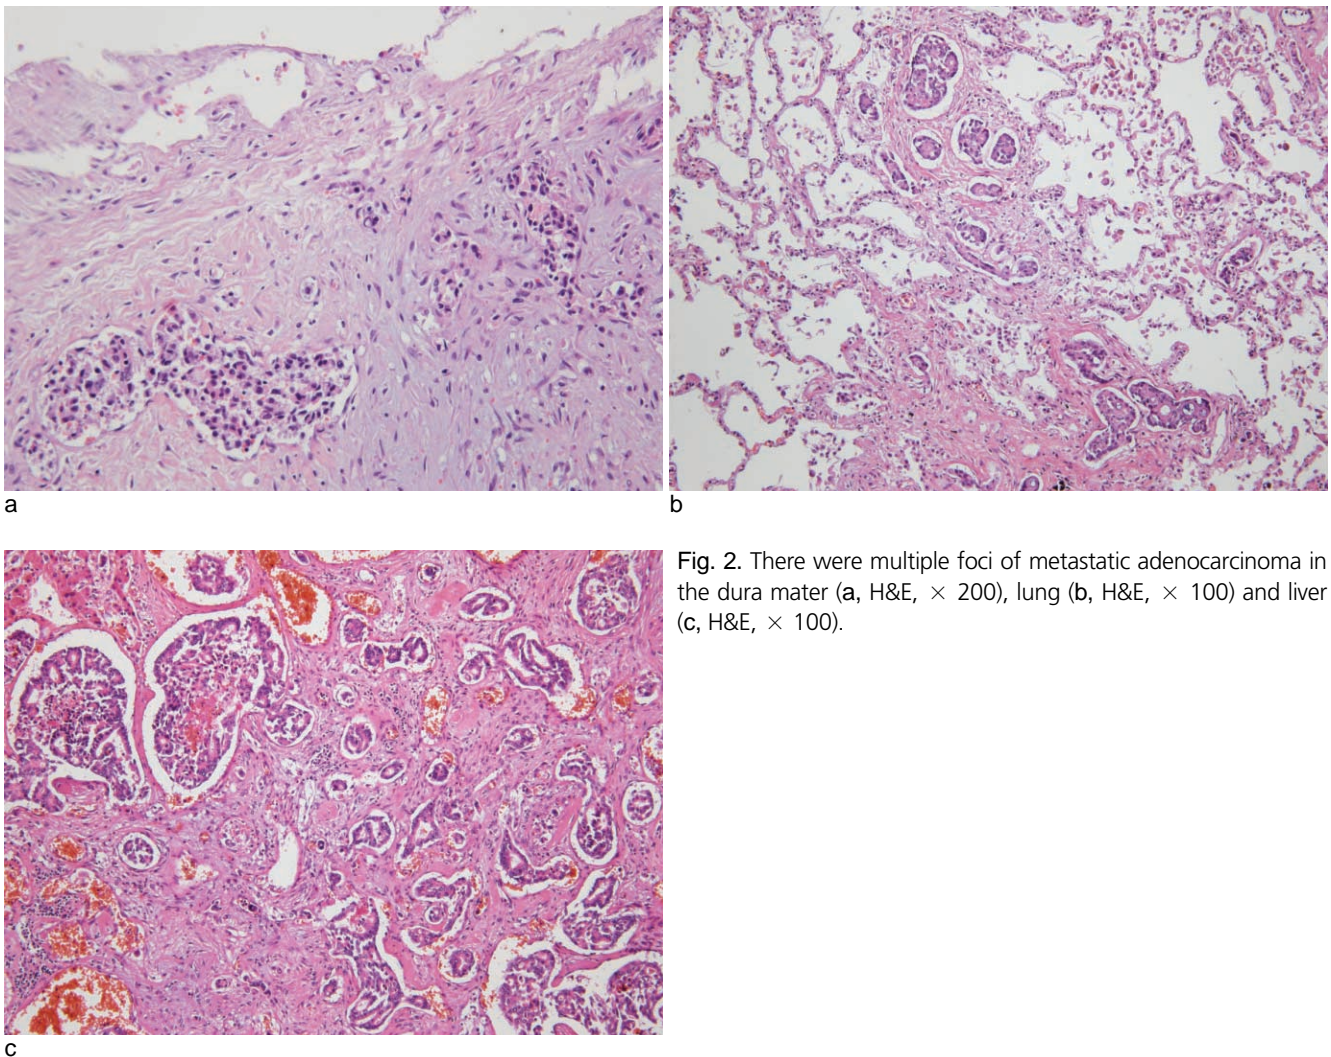 a
b
Fig. 2. There were multiple foci of metastatic adenocarcinoma in
the dura mater (a, H&E, × 200), lung (b, H&E, × 100) and liver
(c, H&E, × 100).
c